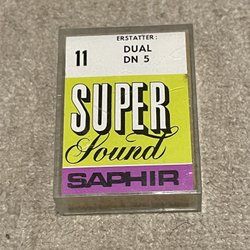 ERSTATTER:
11 DUAL
DN 5
SUPER
Sound
SAPHIR